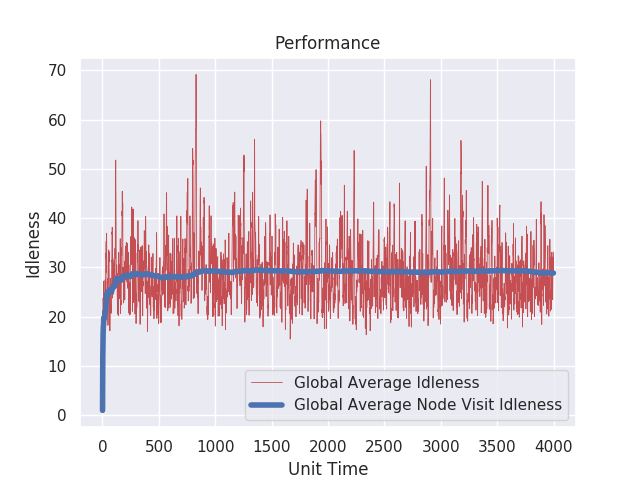 Performance
70
60
50
40
30
20
10
0
Idleness
0 500 1000 1500 2000 2500 3000 3500 4000
Unit Time
Global Average Idleness
Global Average Node Visit Idleness